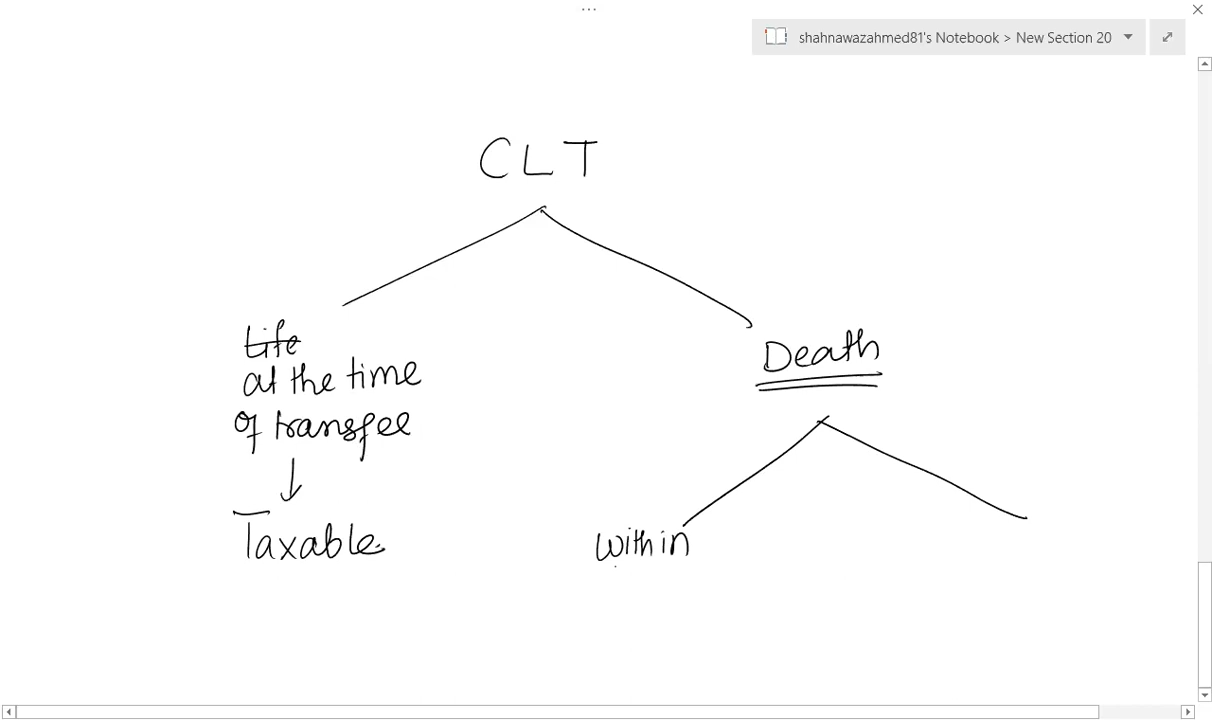 shahnawazahmed81's Notebook > New Section 20
CLT
Life
at the time
of transfer
Taxable
Death
within